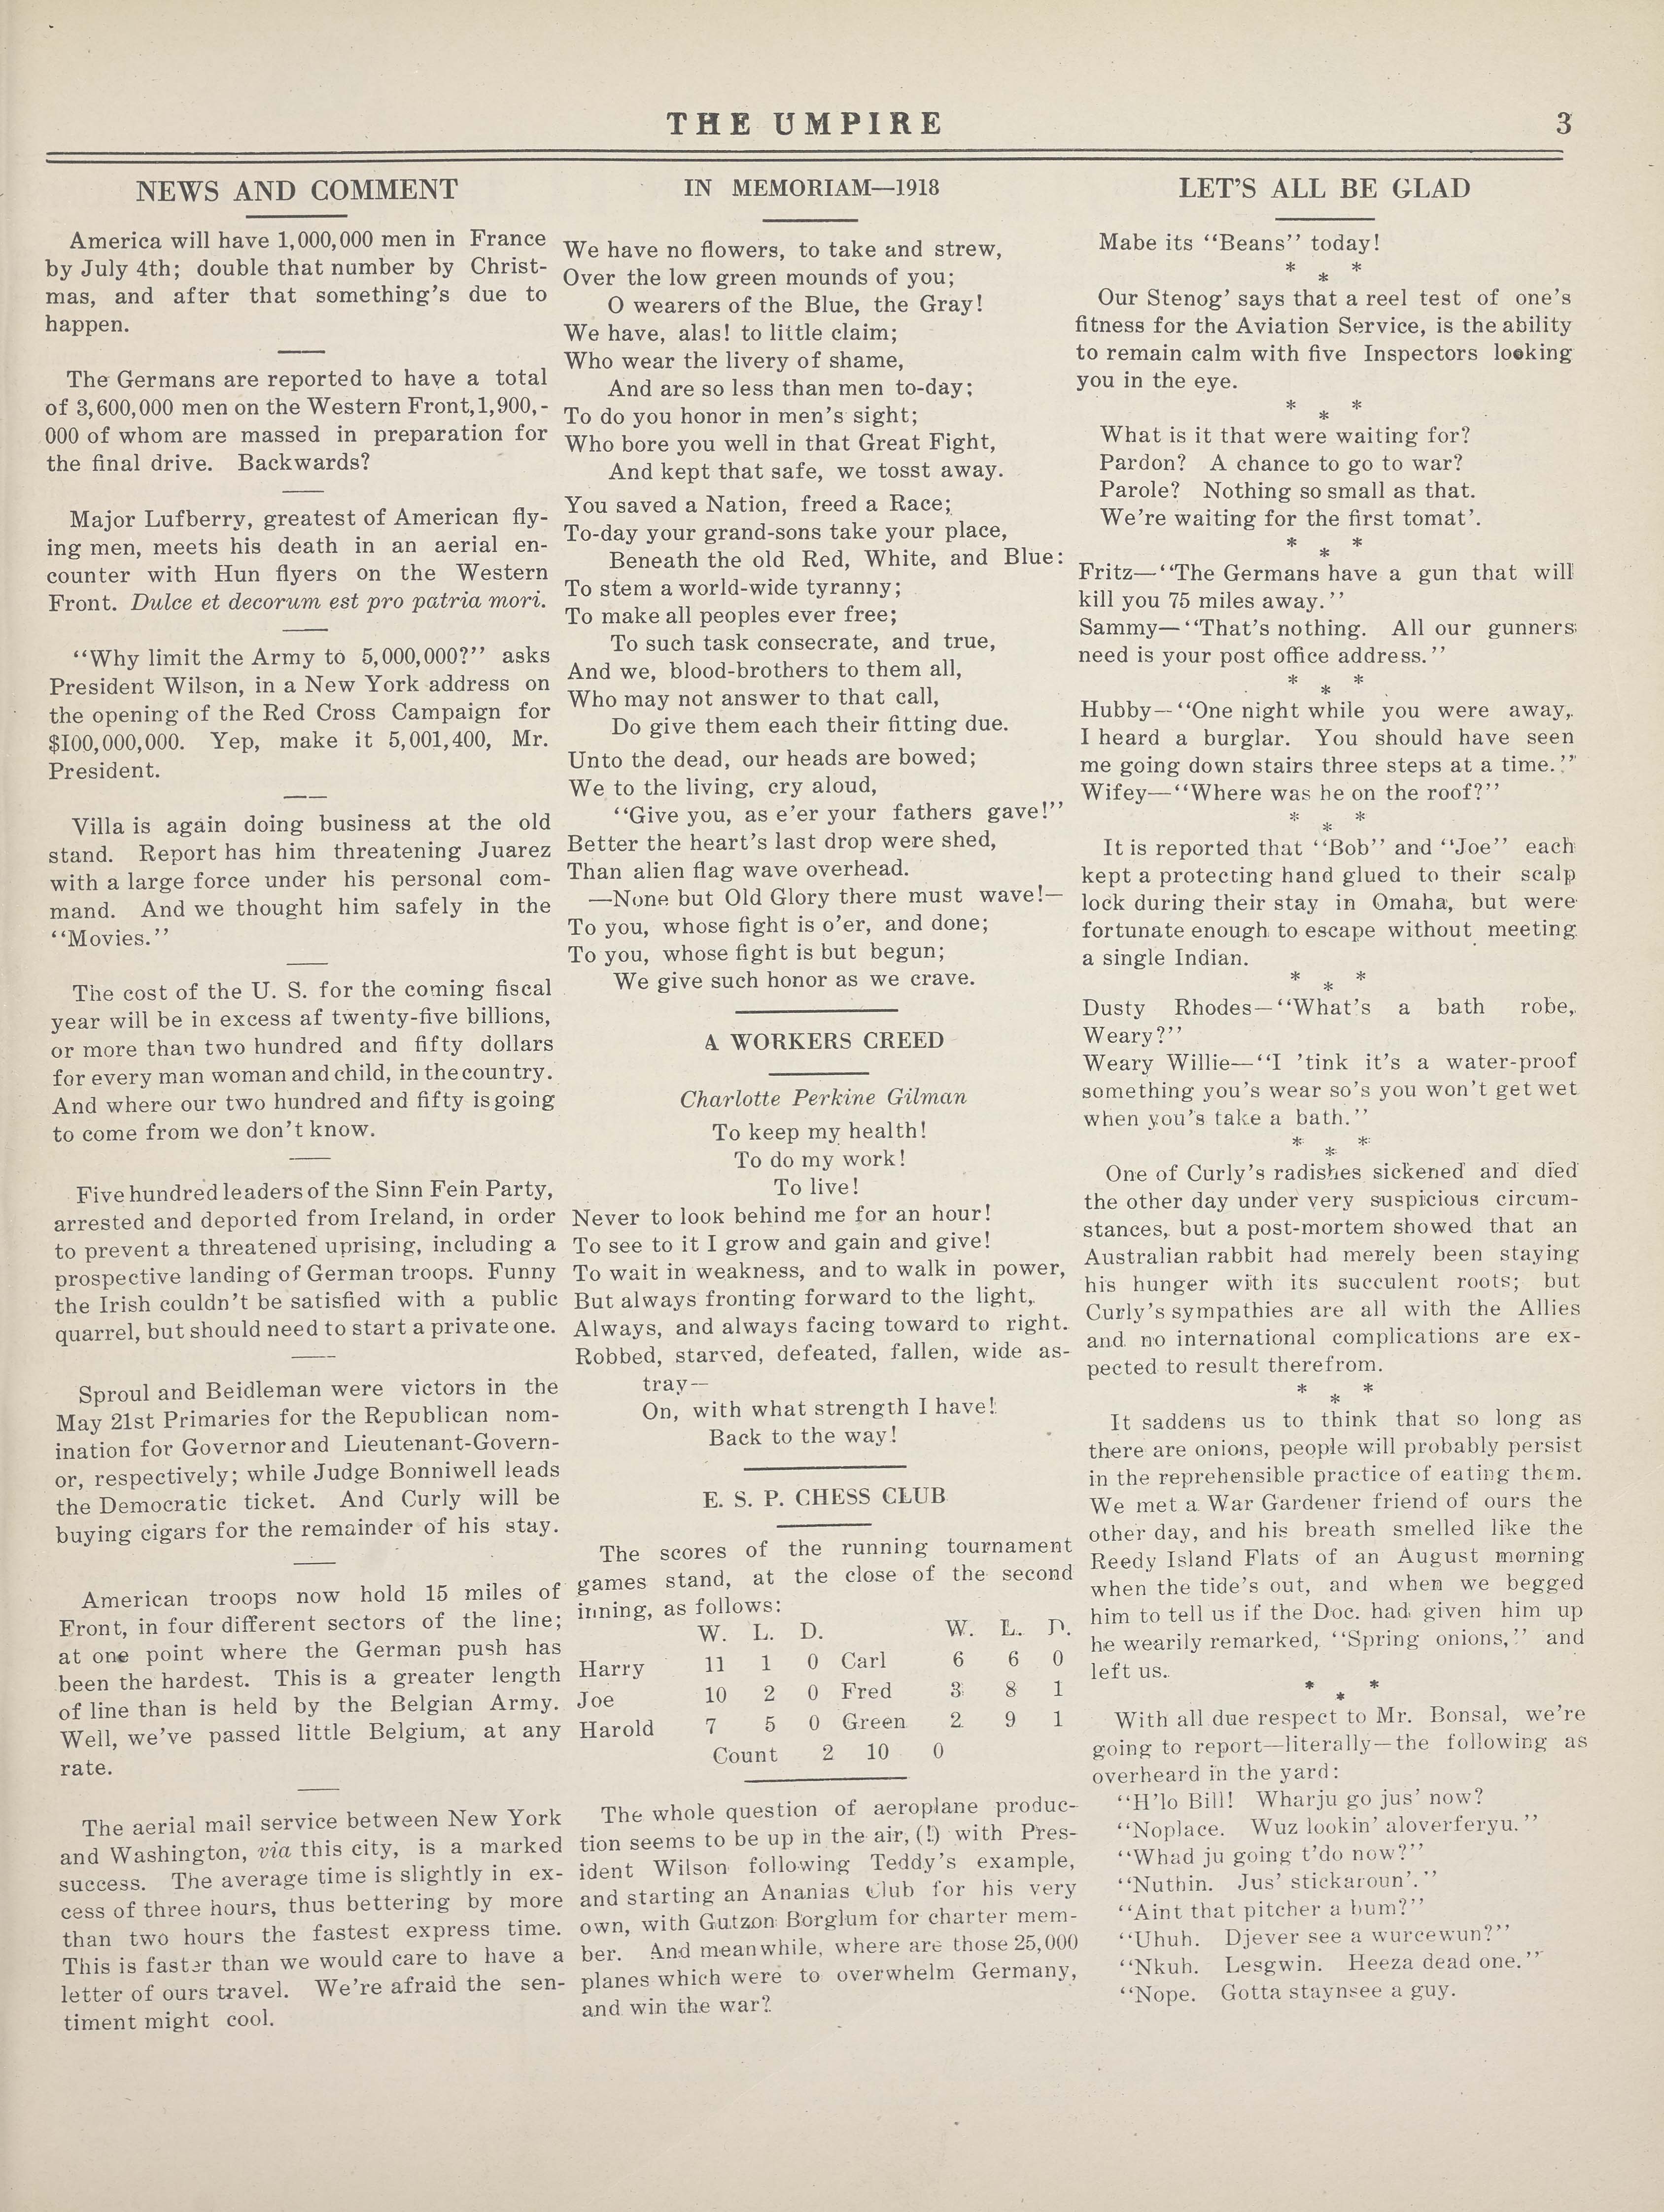 THE UMPIRE
3
NEWS AND COMMENT
America will have 1,000,000 men in France
by July 4th; double that number by Christ-
mas, and after that something's due to
happen.
The Germans are reported to have a total
of 3,600,000 men on the Western Front, 1,900,-
000 of whom are massed in preparation for
the final drive. Backwards?
Major Lufberry, greatest of American fly-
ing men, meets his death in an aerial en-
counter with Hun flyers on the Western
Front. Dulce et decorum est pro patria mori.
"Why limit the Army to 5,000,000?" asks
President Wilson, in a New York address on
the opening of the Red Cross Campaign for
$100,000,000. Yep, make it 5,001,400, Mr.
President.
Villa is again doing business at the old
stand. Report has him threatening Juarez
with a large force under his personal com-
mand. And we thought him safely in the
"Movies."
The cost of the U. S. for the coming fiscal
year will be in excess af twenty-five billions,
or more than two hundred and fifty dollars
for every man woman and child, in the country.
And where our two hundred and fifty is going
to come from we don't know.
Five hundred leaders of the Sinn Fein Party,
arrested and deported from Ireland, in order
to prevent a threatened uprising, including a
prospective landing of German troops. Funny
the Irish couldn't be satisfied with a public
quarrel, but should need to start a private one.
Sproul and Beidleman were victors in the
May 21st Primaries for the Republican nom-
ination for Governor and Lieutenant-Govern-
or, respectively; while Judge Bonniwell leads
the Democratic ticket. And Curly will be
buying cigars for the remainder of his stay.
American troops now hold 15 miles of
Front, in four different sectors of the line;
at one point where the German push has
been the hardest. This is a greater length
of line than is held by the Belgian Army.
Well, we've passed little Belgium, at any
rate.
The aerial mail service between New York
and Washington, via this city, is a marked
success. The average time is slightly in ex-
cess of three hours, thus bettering by more
than two hours the fastest express time.
This is faster than we would care to have a
letter of ours travel. We're afraid the sen-
timent might cool.
IN MEMORIAM—1918
We have no flowers, to take and strew,
Over the low green mounds of you;
O wearers of the Blue, the Gray!
We have, alas! to little claim;
Who wear the livery of shame,
And are so less than men to-day;
To do you honor in men's sight;
Who bore you well in that Great Fight,
And kept that safe, we tosst away.
You saved a Nation, freed a Race;
To-day your grand-sons take your place,
Beneath the old Red, White, and Blue:
To stem a world-wide tyranny;
To make all peoples ever free;
To such task consecrate, and true,
And we, blood-brothers to them all,
Who may not answer to that call,
Do give them each their fitting due.
Unto the dead, our heads are bowed;
We to the living, cry aloud,
"Give you, as e'er your fathers gave!"
Better the heart's last drop were shed,
Than alien flag wave overhead.
—None but Old Glory there must wave!—
To you, whose fight is o'er, and done;
To you, whose fight is but begun;
We give such honor as we crave.
A WORKERS CREED
Charlotte Perkine Gilman
To keep my health!
To do my work!
To live!
Never to look behind me for an hour!
To see to it I grow and gain and give!
To wait in weakness, and to walk in power,
But always fronting forward to the light,
Always, and always facing toward to right.
Robbed, starved, defeated, fallen, wide as-
tray—
On, with what strength I have!
Back to the way!
E. S. P. CHESS CLUB
The scores of the running tournament
games stand, at the close of the second
inning, as follows:
W. L. D. W. L. D.
Harry 11 1 0 Carl 6 6 0
Joe 10 2 0 Fred 3 8 1
Harold 7 5 0 Green 2 9 1
Count 2 10 0
The whole question of aeroplane produc-
tion seems to be up in the air, (!) with Pres-
ident Wilson following Teddy's example,
and starting an Ananias Club for his very
own, with Gutzon Borglum for charter mem-
ber. And meanwhile, where are those 25,000
planes which were to overwhelm Germany,
and win the war?
LET'S ALL BE GLAD
Mabe its "Beans" today!
* * *
Our Stenog' says that a reel test of one's
fitness for the Aviation Service, is the ability
to remain calm with five Inspectors looking
you in the eye.
* * *
What is it that were waiting for?
Pardon? A chance to go to war?
Parole? Nothing so small as that.
We're waiting for the first tomat'.
* * *
Fritz—"The Germans have a gun that will
kill you 75 miles away."
Sammy—"That's nothing. All our gunners
need is your post office address."
* * *
Hubby—"One night while you were away,
I heard a burglar. You should have seen
me going down stairs three steps at a time."
Wifey—"Where was he on the roof?"
* * *
It is reported that "Bob" and "Joe" each
kept a protecting hand glued to their scalp
lock during their stay in Omaha, but were
fortunate enough to escape without meeting
a single Indian.
* * *
Dusty Rhodes—"What's a bath robe,
Weary?"
Weary Willie—"I 'tink it's a water-proof
something you's wear so's you won't get wet
when you's take a bath."
* * *
One of Curly's radishes sickened and died
the other day under very suspicious circum-
stances, but a post-mortem showed that an
Australian rabbit had merely been staying
his hunger with its succulent roots; but
Curly's sympathies are all with the Allies
and no international complications are ex-
pected to result therefrom.
* * *
It saddens us to think that so long as
there are onions, people will probably persist
in the reprehensible practice of eating them.
We met a War Gardener friend of ours the
other day, and his breath smelled like the
Reedy Island Flats of an August morning
when the tide's out, and when we begged
him to tell us if the Doc. had given him up
he wearily remarked, "Spring onions," and
left us.
* * *
With all due respect to Mr. Bonsal, we're
going to report—literally—the following as
overheard in the yard:
"H'lo Bill! Wharju go jus' now?
"Noplace. Wuz lookin' aloverferyu."
"Whad ju going t'do now?"
"Nuthin. Jus' stickaroun'."
"Aint that pitcher a bum?"
"Uhuh. Djever see a wurcewun?"
"Nkuh. Lesgwin. Heeza dead one."
"Nope. Gotta staynsee a guy.